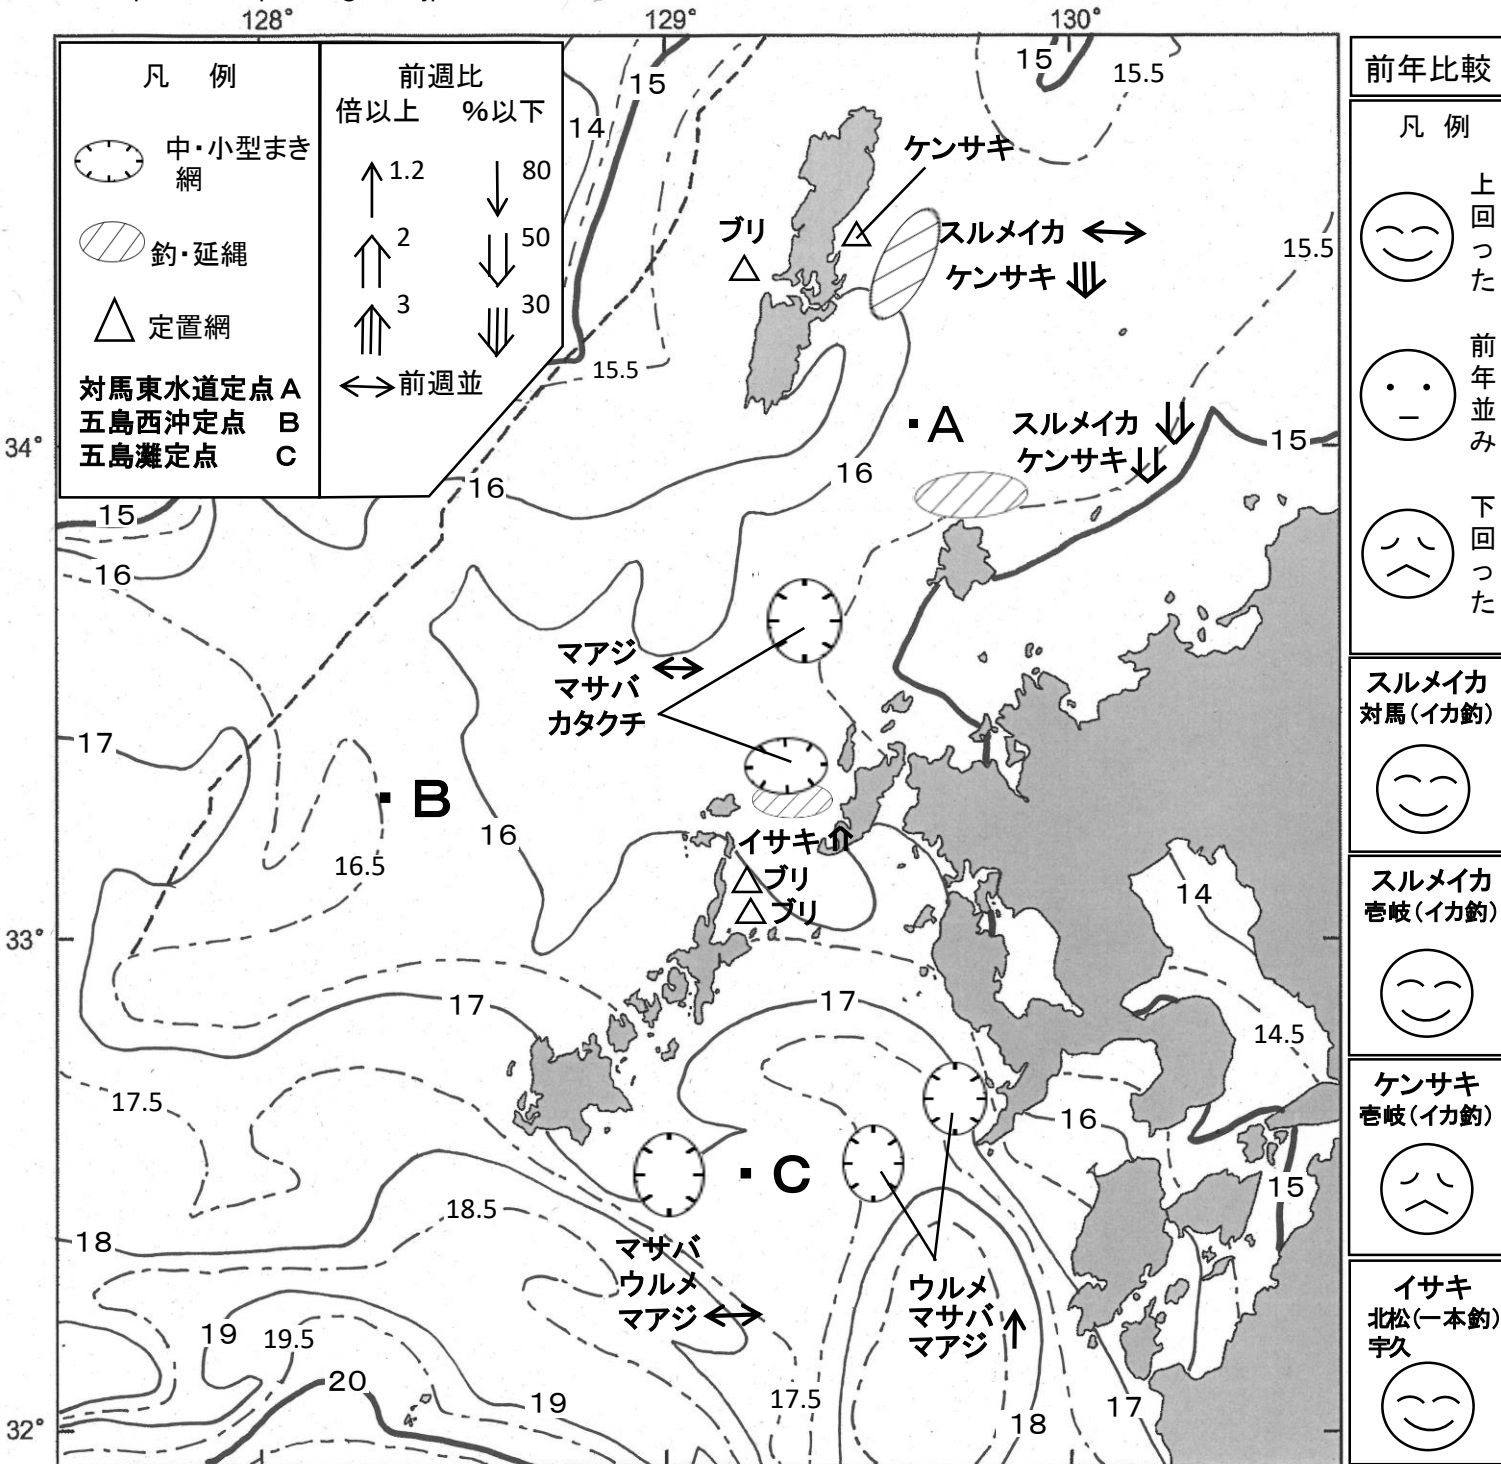 128°
129°
130°
凡 例
中・小型まき
網
釣・延縄
定置網
対馬東水道定点 A
五島西沖定点 B
五島灘定点 C
前週比
倍以上 %以下
1.2 80
2 50
3 30
前週並
15
14
15
15.5
ケンサキ
ブリ
スルメイカ
ケンサキ
15.5
15.5
34°
A
スルメイカ
ケンサキ
15
16
16
15
16
マアジ
マサバ
カタクチ
17
B
16
16.5
イサキ
ブリ
ブリ
14
33°
17
17
14.5
17.5
16
C
15
18.5
18
マサバ
ウルメ
マアジ
ウルメ
マサバ
マアジ
19
19.5
20
19
17.5
18
17
32°
前年比較
凡 例
上回った
前年並み
下回った
スルメイカ
対馬(イカ釣)
スルメイカ
壱岐(イカ釣)
ケンサキ
壱岐(イカ釣)
イサキ
北松(一本釣)
宇久